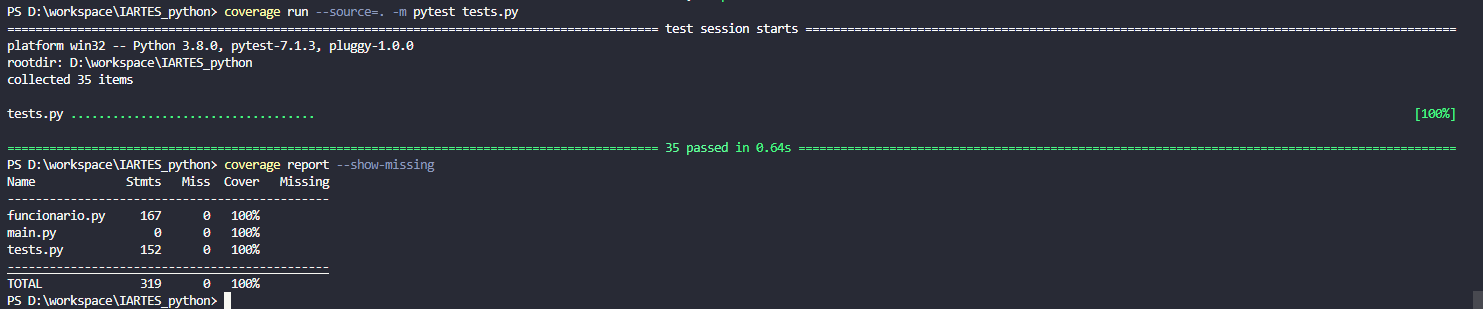 PS D:\workspace\IARTES_python> coverage run --source=. -m pytest tests.py
============================================================================================= test session starts =============================================================================================
platform win32 -- Python 3.8.0, pytest-7.1.3, pluggy-1.0.0
rootdir: D:\workspace\IARTES_python
collected 35 items
tests.py ................................... [100%]
============================================================================================= 35 passed in 0.64s ==============================================================================================
PS D:\workspace\IARTES_python> coverage report --show-missing
Name             Stmts   Miss  Cover   Missing
----------------------------------------------
funcionario.py     167      0   100%
main.py              0      0   100%
tests.py           152      0   100%
----------------------------------------------
TOTAL              319      0   100%
PS D:\workspace\IARTES_python>